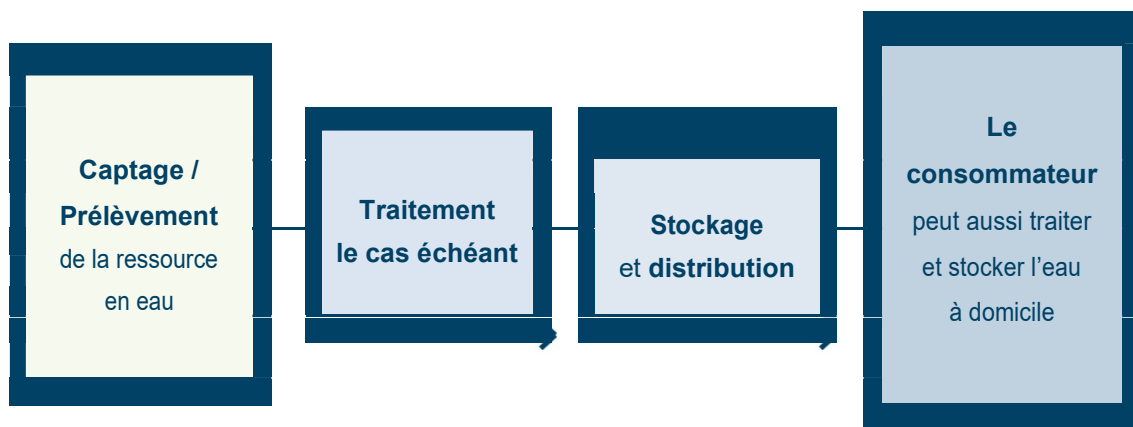 Captage /
Prélèvement
de la ressource
en eau
Traitement
le cas échéant
Stockage
et distribution
Le
consommateur
peut aussi traiter
et stocker l’eau
à domicile